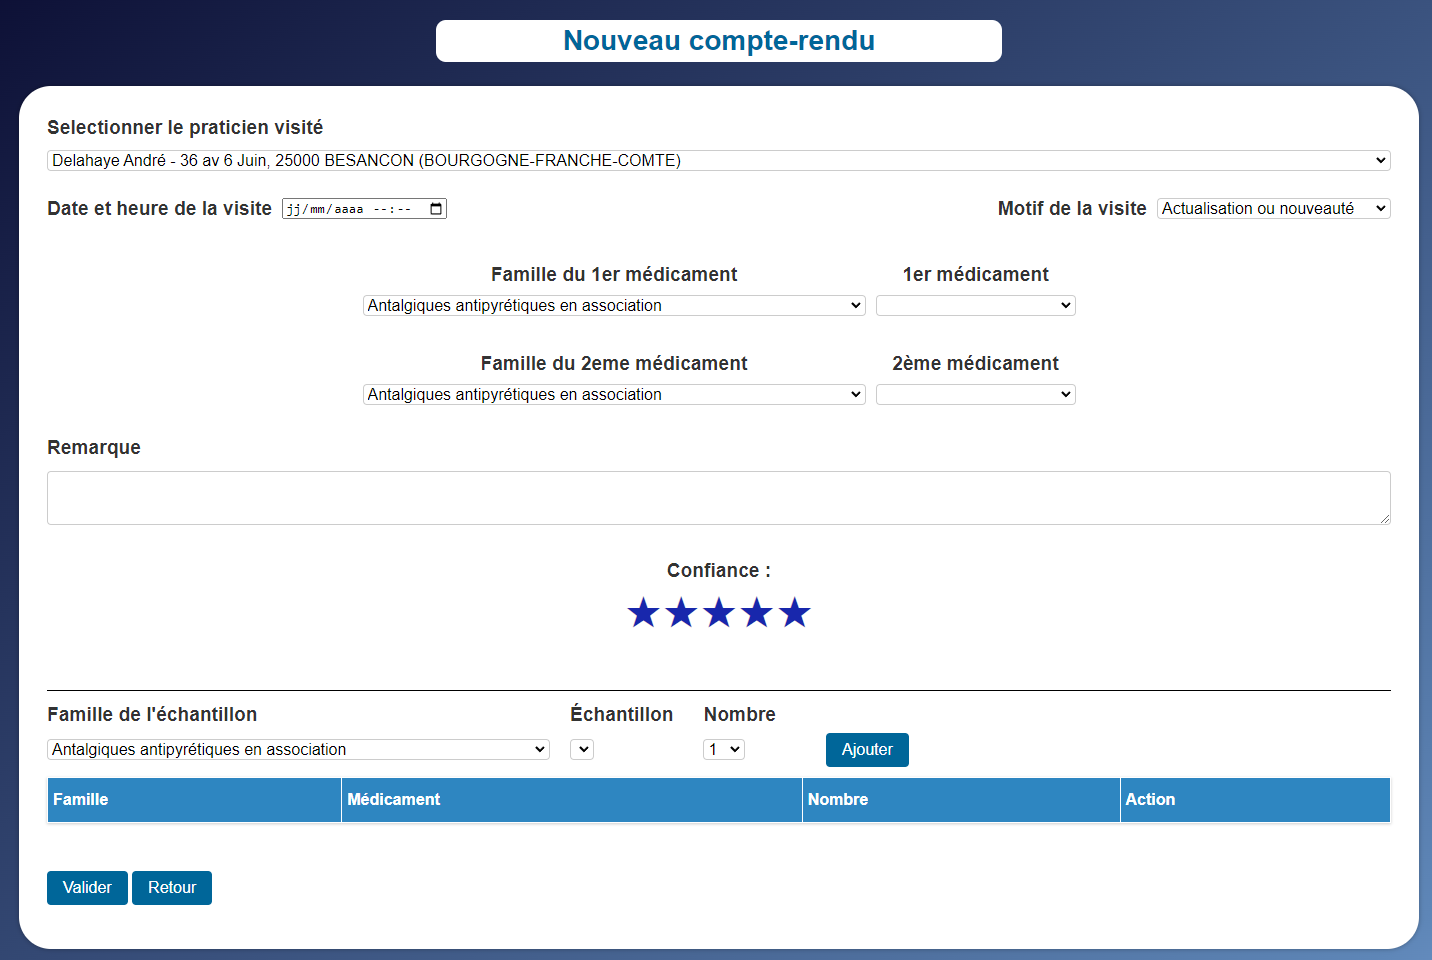 Nouveau compte-rendu
Selectionner le praticien visité
Delahaye André - 36 av 6 Juin, 25000 BESANCON (BOURGOGNE-FRANCHE-COMTE)
Date et heure de la visite jj/mm/aaaa --:-- Motif de la visite Actualisation ou nouveauté
Famille du 1er médicament 1er médicament
Antalgiques antipyrétiques en association
Famille du 2eme médicament 2ème médicament
Antalgiques antipyrétiques en association
Remarque
Confiance :
Famille de l'échantillon Échantillon Nombre
Antalgiques antipyrétiques en association 1 Ajouter
Famille Médicament Nombre Action
Valider Retour